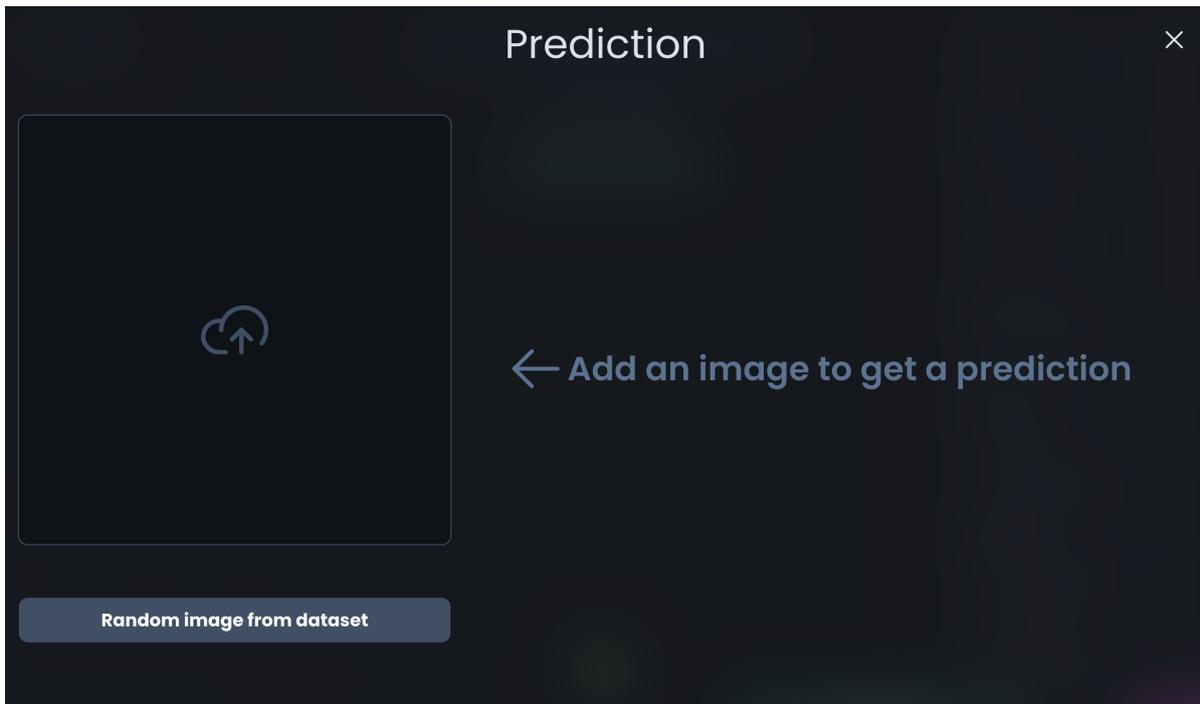 Prediction
Add an image to get a prediction
Random image from dataset